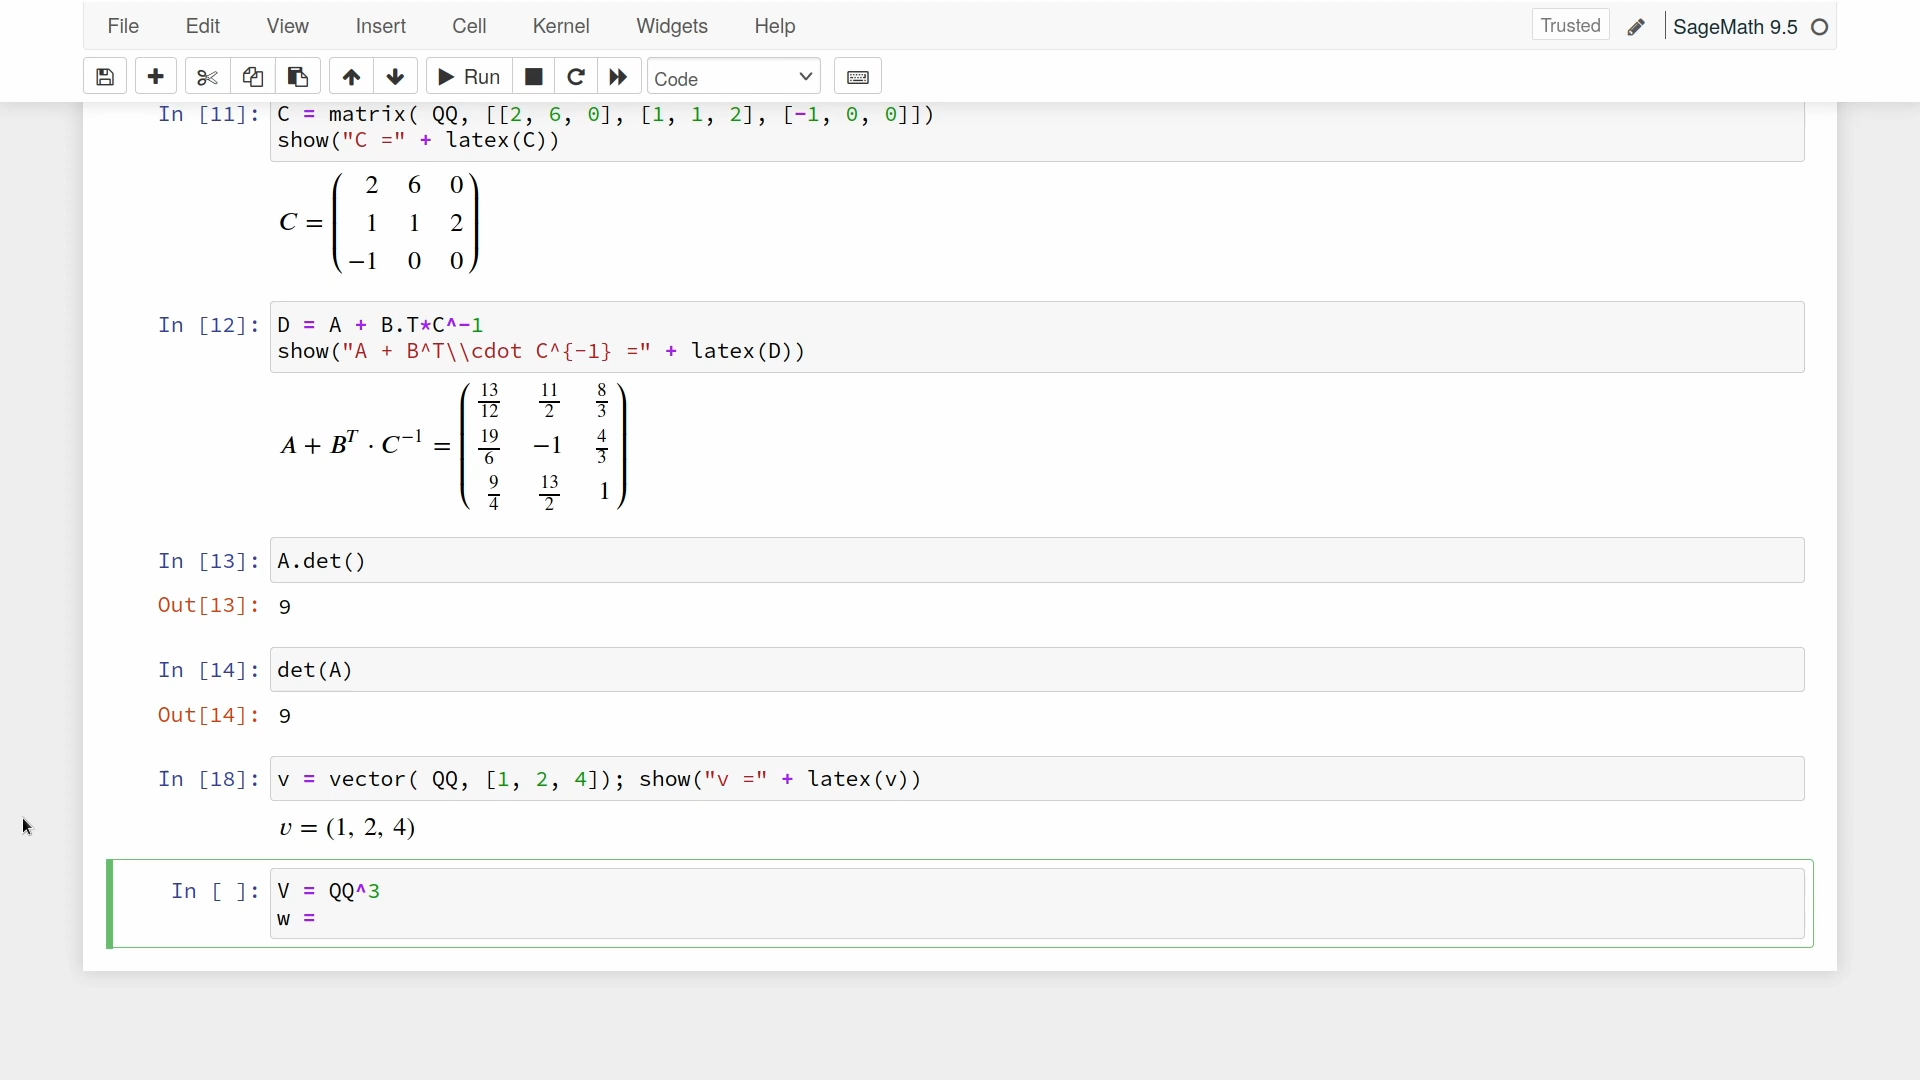 File Edit View Insert Cell Kernel Widgets Help Trusted SageMath 9.5
Run Code
In [11]: C = matrix( QQ, [[2, 6, 0], [1, 1, 2], [-1, 0, 0]])
show("C =" + latex(C))
2 6 0
C = 1 1 2
−1 0 0
In [12]: D = A + B.T*C^-1
show("A + B^T\\cdot C^{-1} =" + latex(D))
13/12 11/2 8/3
A + B^T · C^−1 = 19/6 −1 4/3
9/4 13/2 1
In [13]: A.det()
Out[13]: 9
In [14]: det(A)
Out[14]: 9
In [18]: v = vector( QQ, [1, 2, 4]); show("v =" + latex(v))
v = (1, 2, 4)
In [ ]: V = QQ^3
w =